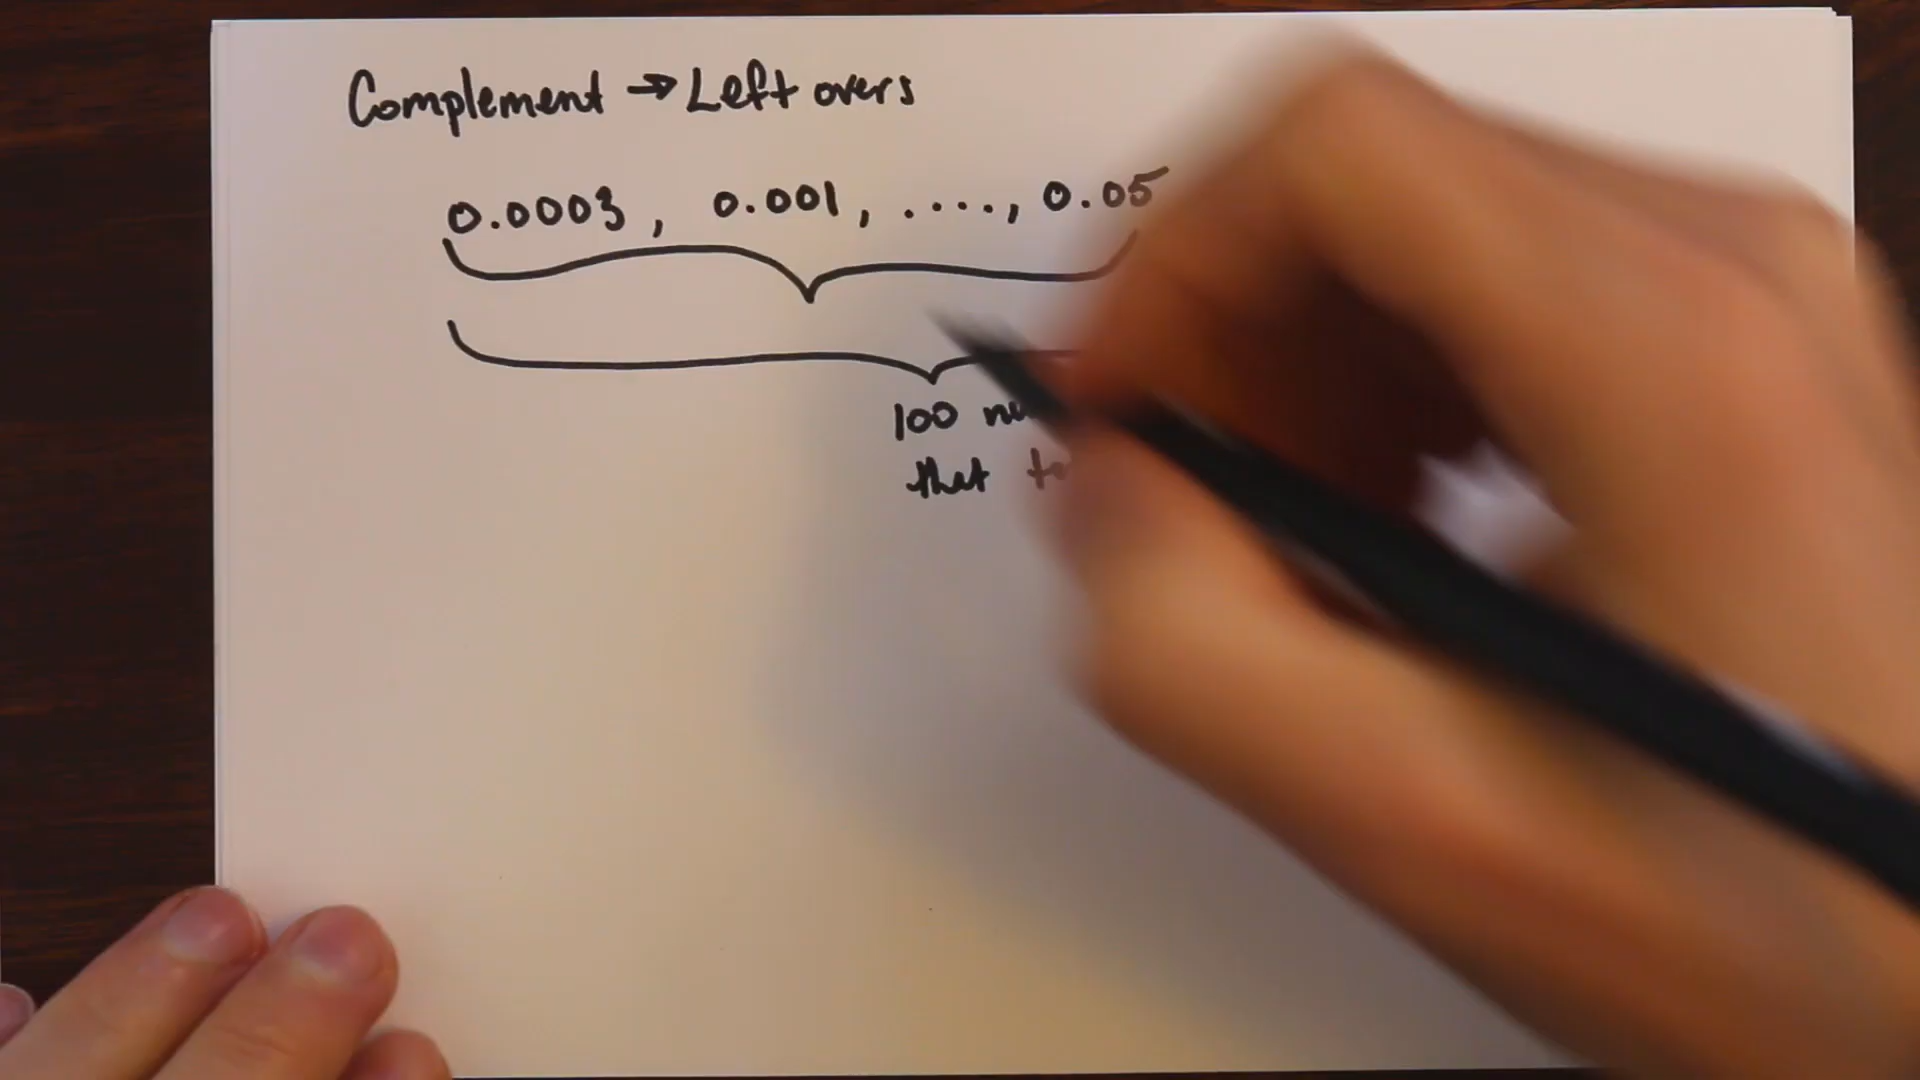 Complement → Left overs
0.0003, 0.001, ...., 0.05
100
that